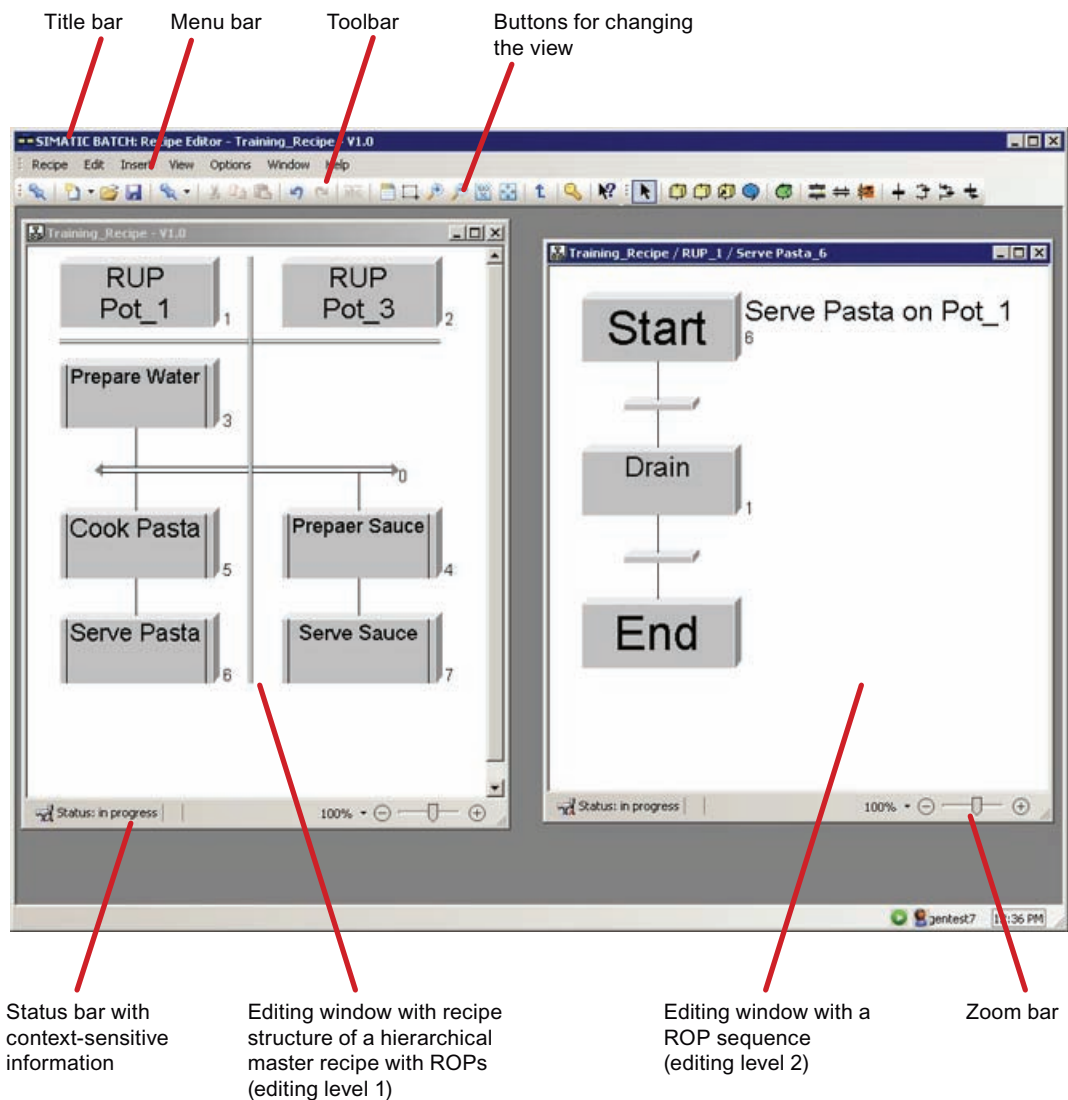 Title bar
Menu bar
Toolbar
Buttons for changing
the view
SIMATIC BATCH: Recipe Editor - Training_Recipe - V1.0
Recipe Edit Insert View Options Window Help
Training_Recipe - V1.0
RUP
Pot_1
1
RUP
Pot_3
2
Prepare Water
3
0
Cook Pasta
5
Prepaer Sauce
4
Serve Pasta
6
Serve Sauce
7
Status: in progress
100%
Training_Recipe / RUP_1 / Serve Pasta_6
Start
Serve Pasta on Pot_1
6
Drain
1
End
Status: in progress
100%
gentest7
:36 PM
Status bar with
context-sensitive
information
Editing window with recipe
structure of a hierarchical
master recipe with ROPs
(editing level 1)
Editing window with a
ROP sequence
(editing level 2)
Zoom bar